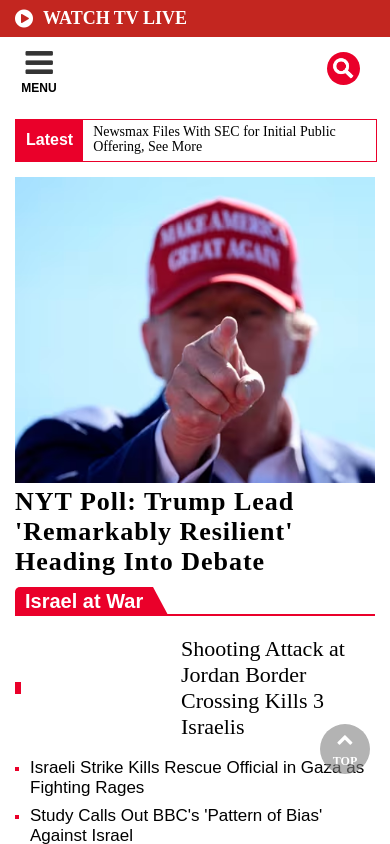 WATCH TV LIVE
MENU
Latest
Newsmax Files With SEC for Initial Public
Offering, See More
MAKE AMERICA
GREAT AGAIN
NYT Poll: Trump Lead
'Remarkably Resilient'
Heading Into Debate
Israel at War
Shooting Attack at
Jordan Border
Crossing Kills 3
Israelis
TOP
Israeli Strike Kills Rescue Official in Gaza as
Fighting Rages
Study Calls Out BBC's 'Pattern of Bias'
Against Israel